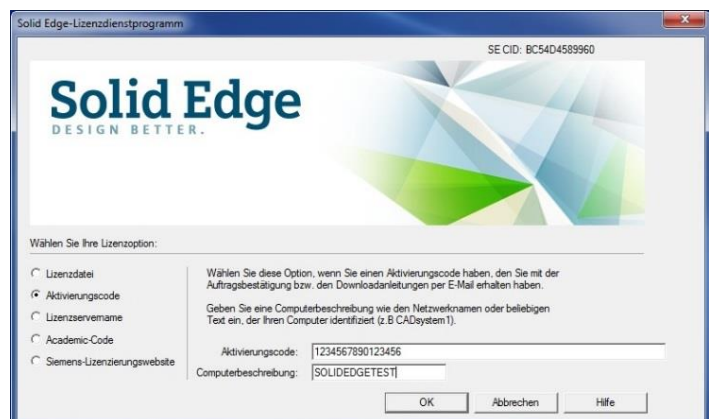 Solid Edge-Lizenzdienstprogramm
SE CID: BC54D4589960
Solid Edge
DESIGN BETTER.
Wählen Sie Ihre Lizenzoption:
Lizenzdatei
Aktivierungscode
Lizenzservername
Academic-Code
Siemens-Lizenzierungswebsite
Wählen Sie diese Option, wenn Sie einen Aktivierungscode haben, den Sie mit der
Auftragsbestätigung bzw. den Downloadanleitungen per E-Mail erhalten haben.
Geben Sie eine Computerbeschreibung wie den Netzwerknamen oder beliebigen
Text ein, der Ihren Computer identifiziert (z.B CADsystem1).
Aktivierungscode: 1234567890123456
Computerbeschreibung: SOLIDEDGETEST
OK Abbrechen Hilfe